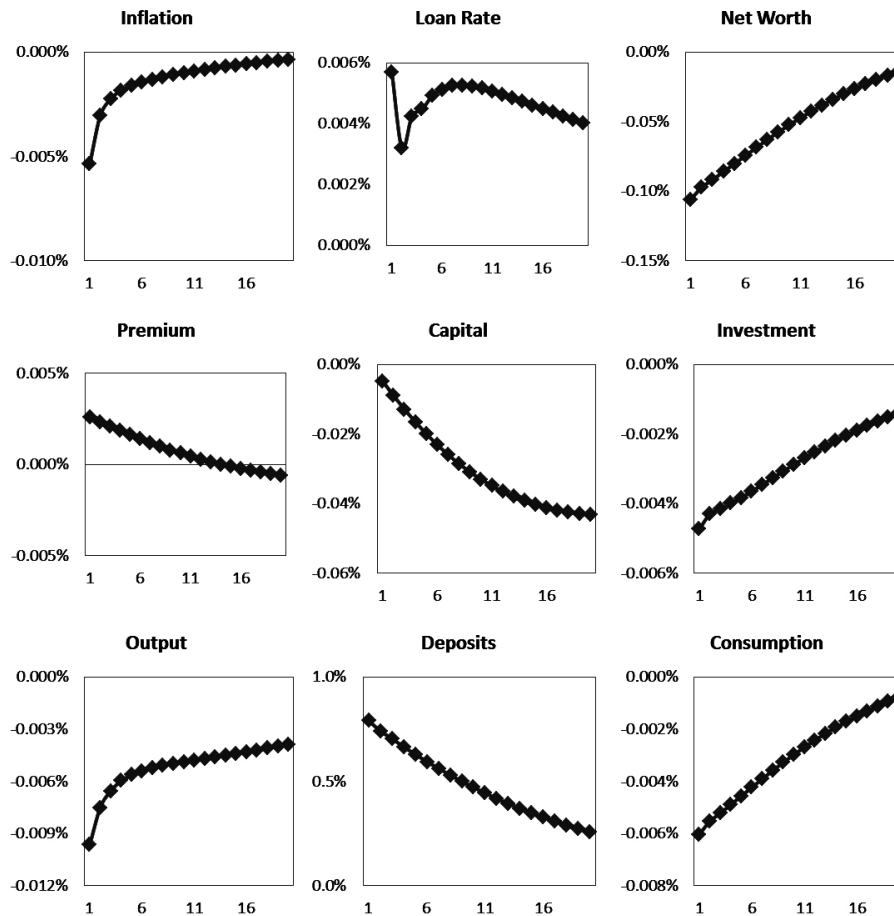 Inflation
0.000%
-0.005%
-0.010%
1 6 11 16
Loan Rate
0.006%
0.004%
0.002%
0.000%
1 6 11 16
Net Worth
0.00%
-0.05%
-0.10%
-0.15%
1 6 11 16
Premium
0.005%
0.000%
-0.005%
1 6 11 16
Capital
0.00%
-0.02%
-0.04%
-0.06%
1 6 11 16
Investment
0.000%
-0.002%
-0.004%
-0.006%
1 6 11 16
Output
0.000%
-0.003%
-0.006%
-0.009%
-0.012%
1 6 11 16
Deposits
1.0%
0.5%
0.0%
1 6 11 16
Consumption
0.000%
-0.002%
-0.004%
-0.006%
-0.008%
1 6 11 16